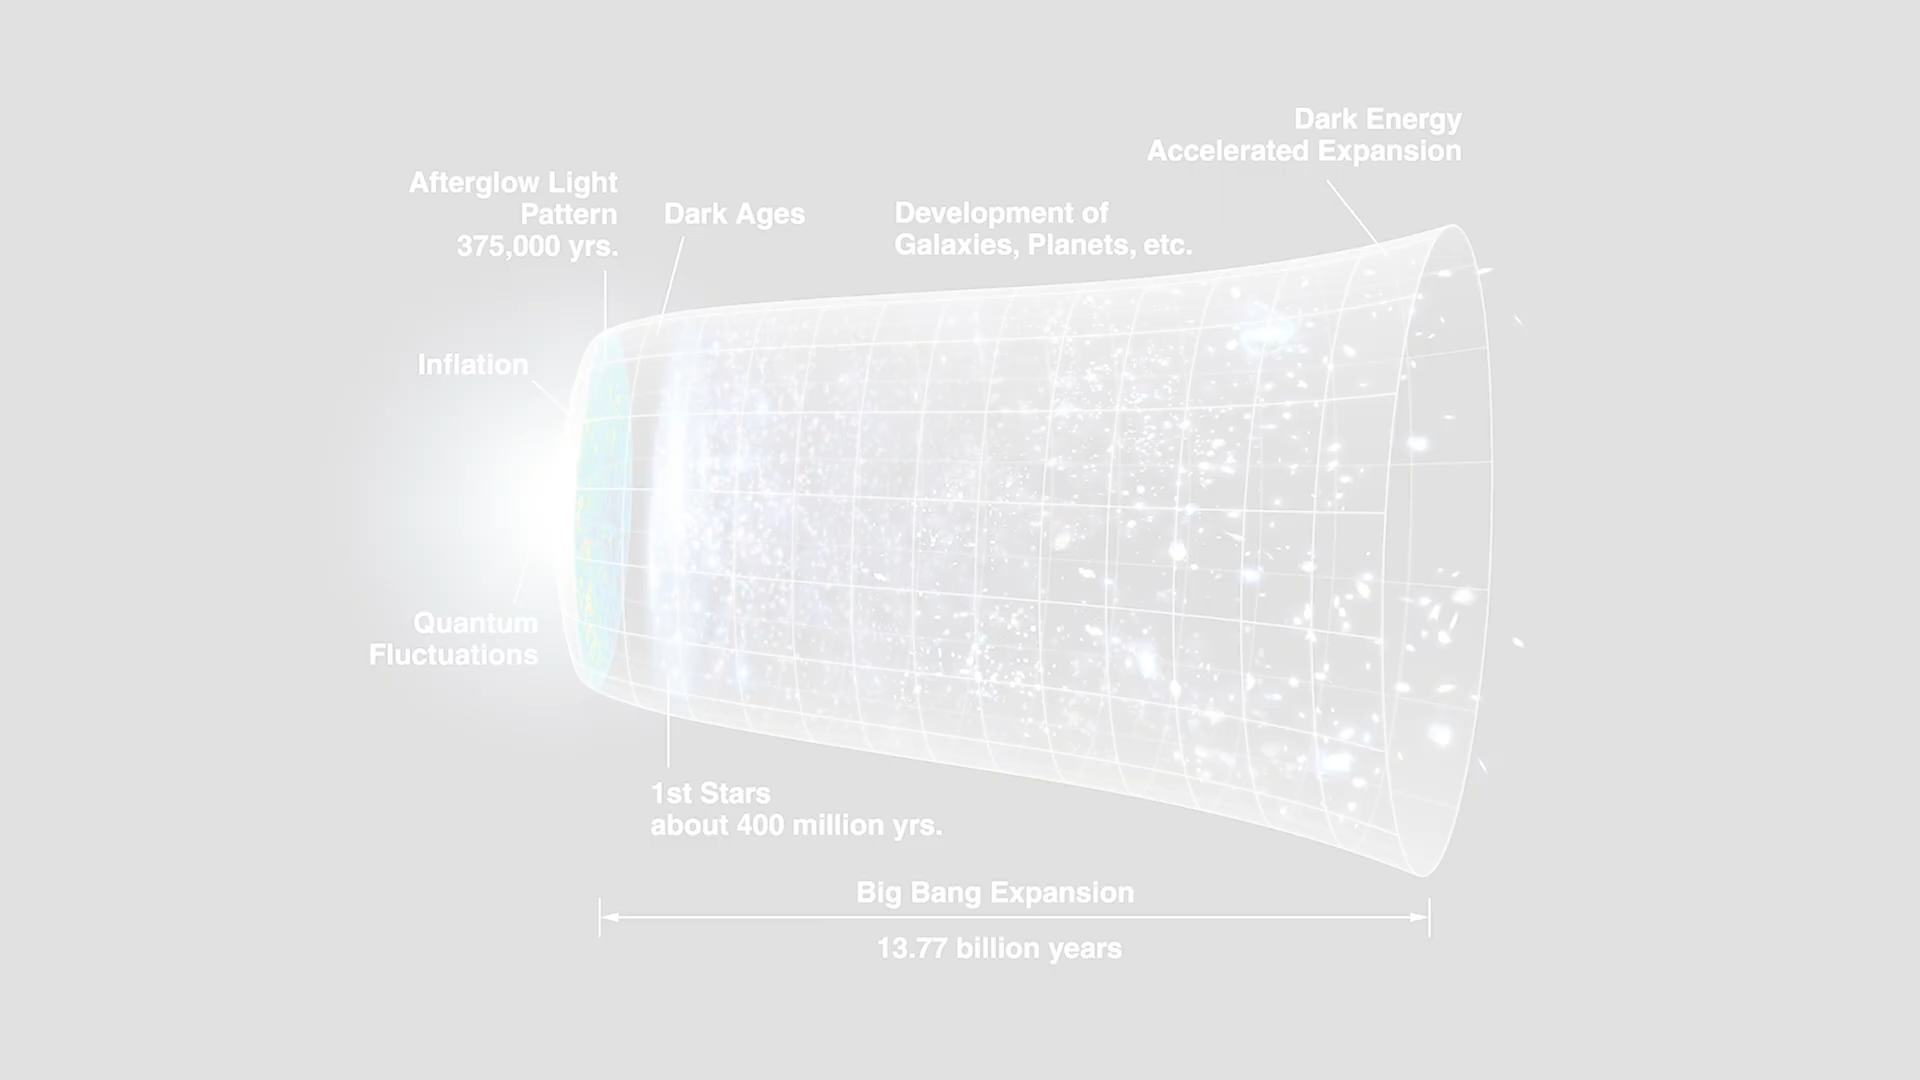 Dark Energy
Accelerated Expansion
Afterglow Light
Pattern
375,000 yrs.
Dark Ages
Development of
Galaxies, Planets, etc.
Inflation
Quantum
Fluctuations
1st Stars
about 400 million yrs.
Big Bang Expansion
13.77 billion years